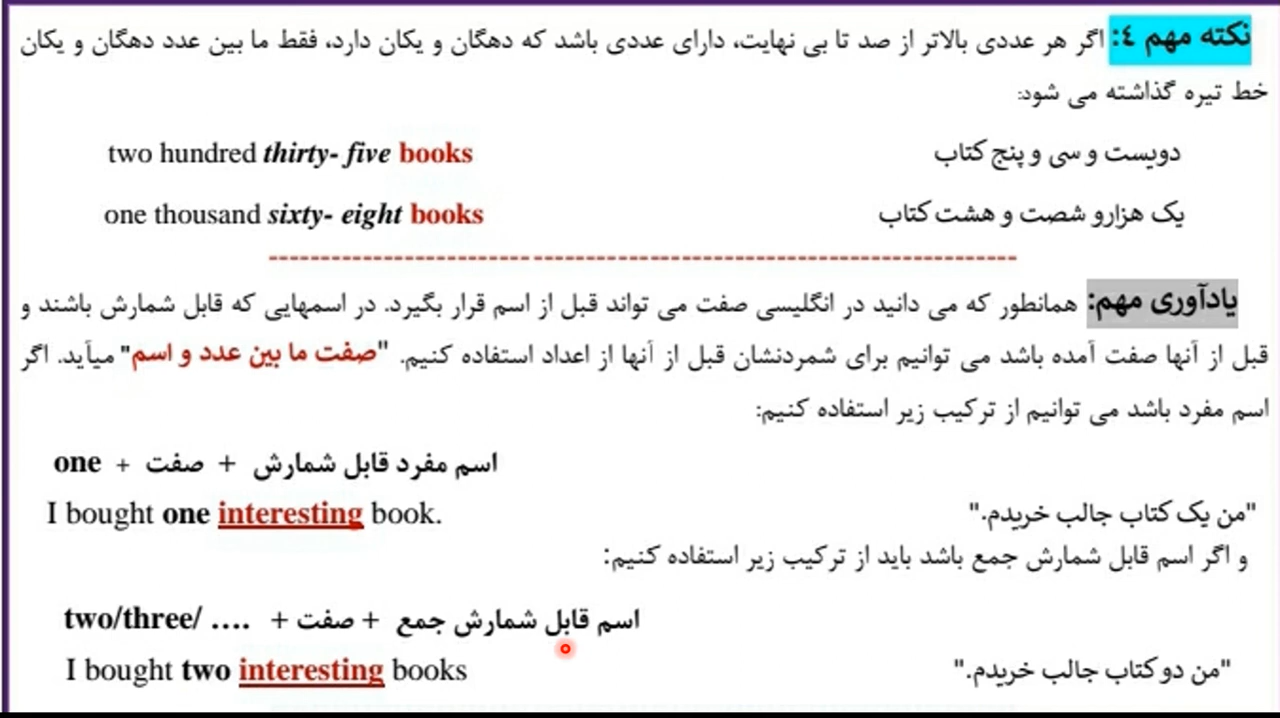 نکته مهم ٤: اگر هر عددی بالاتر از صد تا بی نهایت، دارای عددی باشد که دهگان و یکان دارد، فقط ما بین عدد دهگان و یکان
خط تیره گذاشته می شود:
two hundred thirty- five books دویست و سی و پنج کتاب
one thousand sixty- eight books یک هزارو شصت و هشت کتاب
یادآوری مهم: همانطور که می دانید در انگلیسی صفت می تواند قبل از اسم قرار بگیرد. در اسمهایی که قابل شمارش باشند و
قبل از آنها صفت آمده باشد می توانیم برای شمردنشان قبل از آنها از اعداد استفاده کنیم. "صفت ما بین عدد و اسم" میآید. اگر
اسم مفرد باشد می توانیم از ترکیب زیر استفاده کنیم:
one + صفت + اسم مفرد قابل شمارش
I bought one interesting book. "من یک کتاب جالب خریدم."
و اگر اسم قابل شمارش جمع باشد باید از ترکیب زیر استفاده کنیم:
two/three/ .... + صفت + اسم قابل شمارش جمع
I bought two interesting books "من دو کتاب جالب خریدم."